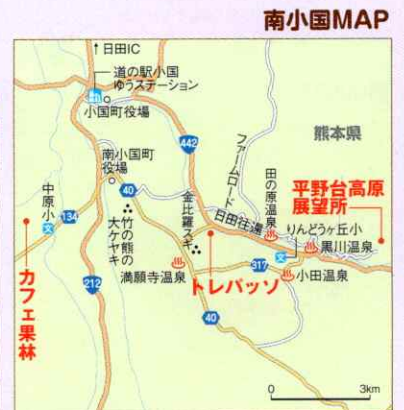 南小国MAP
↑日田IC
道の駅小国
ゆうステーション
小国町役場
442
ファームロード
熊本県
南小国町
役場
40
日田往還
田の原温泉
平野台高原
展望所
中原小
文
134
竹の熊の
大ケヤキ
金比羅スギ
りんどうヶ丘小
文
黒川温泉
満願寺温泉
トレパッソ
317
小田温泉
カフェ果林
212
40
0
3km